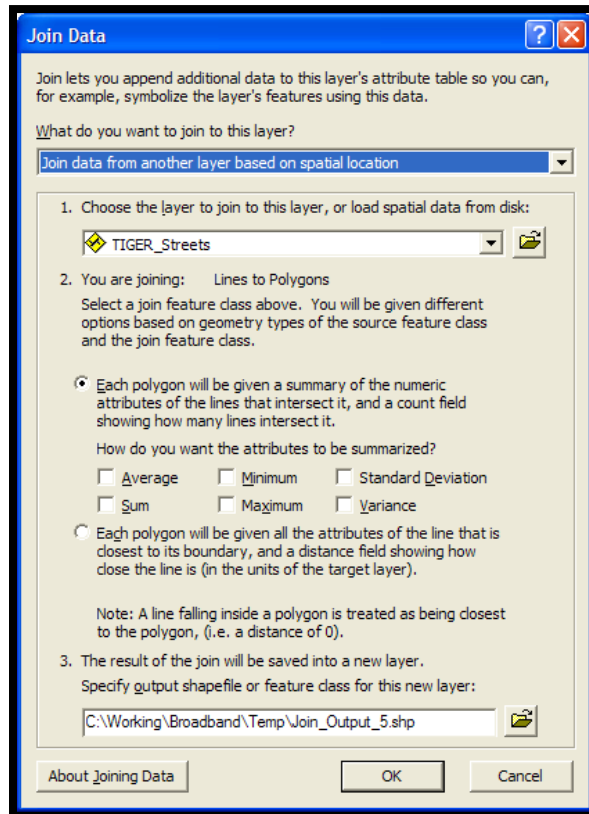 Join Data
Join lets you append additional data to this layer's attribute table so you can,
for example, symbolize the layer's features using this data.
What do you want to join to this layer?
Join data from another layer based on spatial location
1. Choose the layer to join to this layer, or load spatial data from disk:
TIGER_Streets
2. You are joining: Lines to Polygons
Select a join feature class above. You will be given different
options based on geometry types of the source feature class
and the join feature class.
Each polygon will be given a summary of the numeric
attributes of the lines that intersect it, and a count field
showing how many lines intersect it.
How do you want the attributes to be summarized?
Average Minimum Standard Deviation
Sum Maximum Variance
Each polygon will be given all the attributes of the line that is
closest to its boundary, and a distance field showing how
close the line is (in the units of the target layer).
Note: A line falling inside a polygon is treated as being closest
to the polygon, (i.e. a distance of 0).
3. The result of the join will be saved into a new layer.
Specify output shapefile or feature class for this new layer:
C:\Working\Broadband\Temp\Join_Output_5.shp
About Joining Data OK Cancel